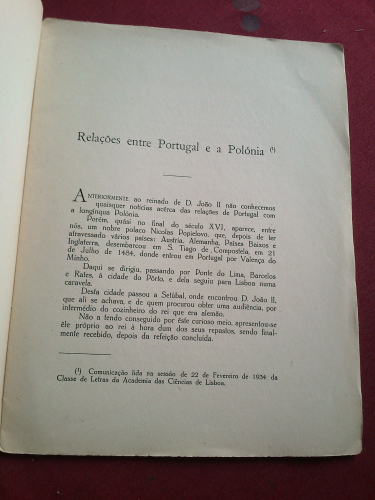 Relações entre Portugal e a Polónia (¹)
ANTERIORMENTE ao reinado de D. João II não conhecemos
quaisquer notícias acêrca das relações de Portugal com
a longínqua Polónia.
Porém, quási no final do século XVI, aparece, entre
nós, um nobre polaco Nicolas Popielovo, que, depois de ter
atravessado vários países: Áustria, Alemanha, Países Baixos e
Inglaterra, desembarcou em S. Tiago de Compostela, em 21
de Julho de 1484, donde entrou em Portugal por Valença do
Minho.
Daqui se dirigiu, passando por Ponte do Lima, Barcelos
e Rates, à cidade do Pôrto, e dela seguiu para Lisboa numa
caravela.
Desta cidade passou a Setúbal, onde encontrou D. João II,
que ali se achava, e de quem procurou obter uma audiência, por
intermédio do cozinheiro do rei que era alemão.
Não a tendo conseguido por êsse curioso meio, apresentou-se
êle próprio ao rei à hora dum dos seus repastos, sendo final-
mente recebido, depois da refeição concluída.
(¹) Comunicação lida na sessão de 22 de Fevereiro de 1934 da
Classe de Letras da Academia das Ciências de Lisboa.